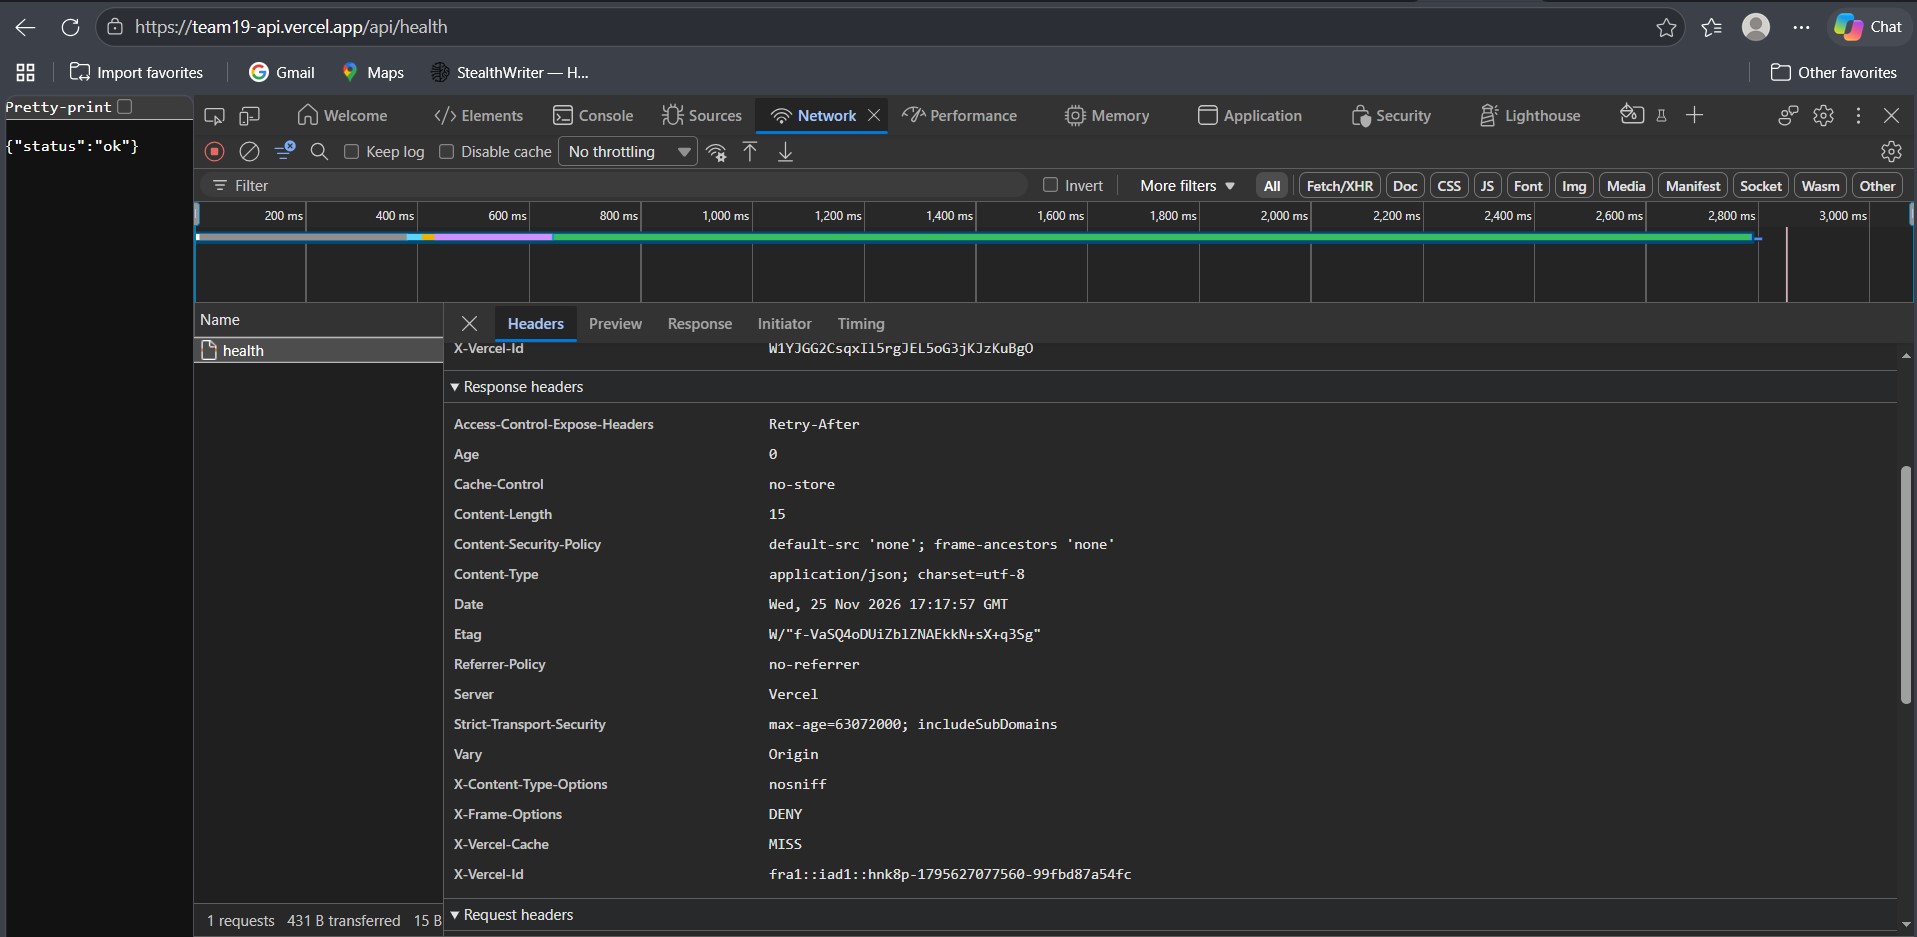 https://team19-api.vercel.app/api/health
Chat
Import favorites
Gmail
Maps
StealthWriter — H...
Other favorites
Pretty-print
{"status":"ok"}
Welcome
Elements
Console
Sources
Network
Performance
Memory
Application
Security
Lighthouse
Keep log
Disable cache
No throttling
Filter
Invert
More filters
All
Fetch/XHR
Doc
CSS
JS
Font
Img
Media
Manifest
Socket
Wasm
Other
200 ms
400 ms
600 ms
800 ms
1,000 ms
1,200 ms
1,400 ms
1,600 ms
1,800 ms
2,000 ms
2,200 ms
2,400 ms
2,600 ms
2,800 ms
3,000 ms
Name
health
Headers
Preview
Response
Initiator
Timing
X-Vercel-Id W1YJGG2CsqxIl5rgJEL5oG3jKJzKuBgO
Response headers
Access-Control-Expose-Headers Retry-After
Age 0
Cache-Control no-store
Content-Length 15
Content-Security-Policy default-src 'none'; frame-ancestors 'none'
Content-Type application/json; charset=utf-8
Date Wed, 25 Nov 2026 17:17:57 GMT
Etag W/"f-VaSQ4oDUiZblZNAEkkN+sX+q3Sg"
Referrer-Policy no-referrer
Server Vercel
Strict-Transport-Security max-age=63072000; includeSubDomains
Vary Origin
X-Content-Type-Options nosniff
X-Frame-Options DENY
X-Vercel-Cache MISS
X-Vercel-Id fra1::iad1::hnk8p-1795627077560-99fbd87a54fc
Request headers
1 requests 431 B transferred 15 B